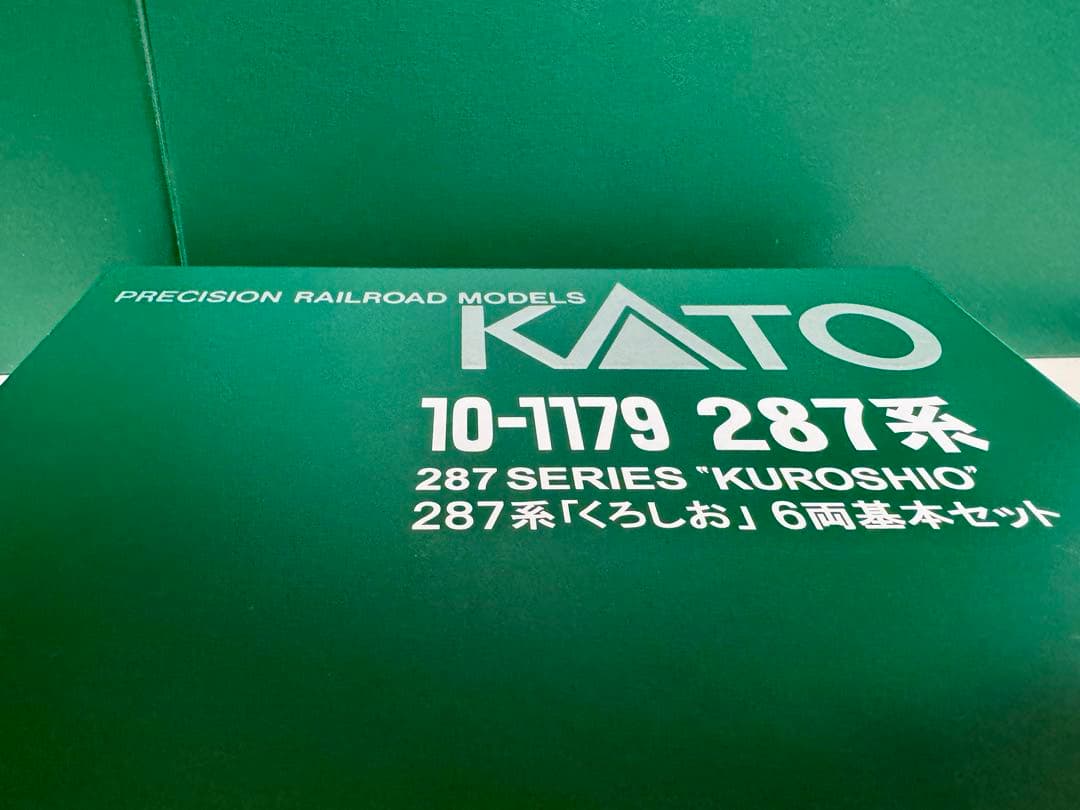 PRECISION RAILROAD MODELS
KATO
10-1179 287系
287 SERIES "KUROSHIO"
287系「くろしお」 6両基本セット